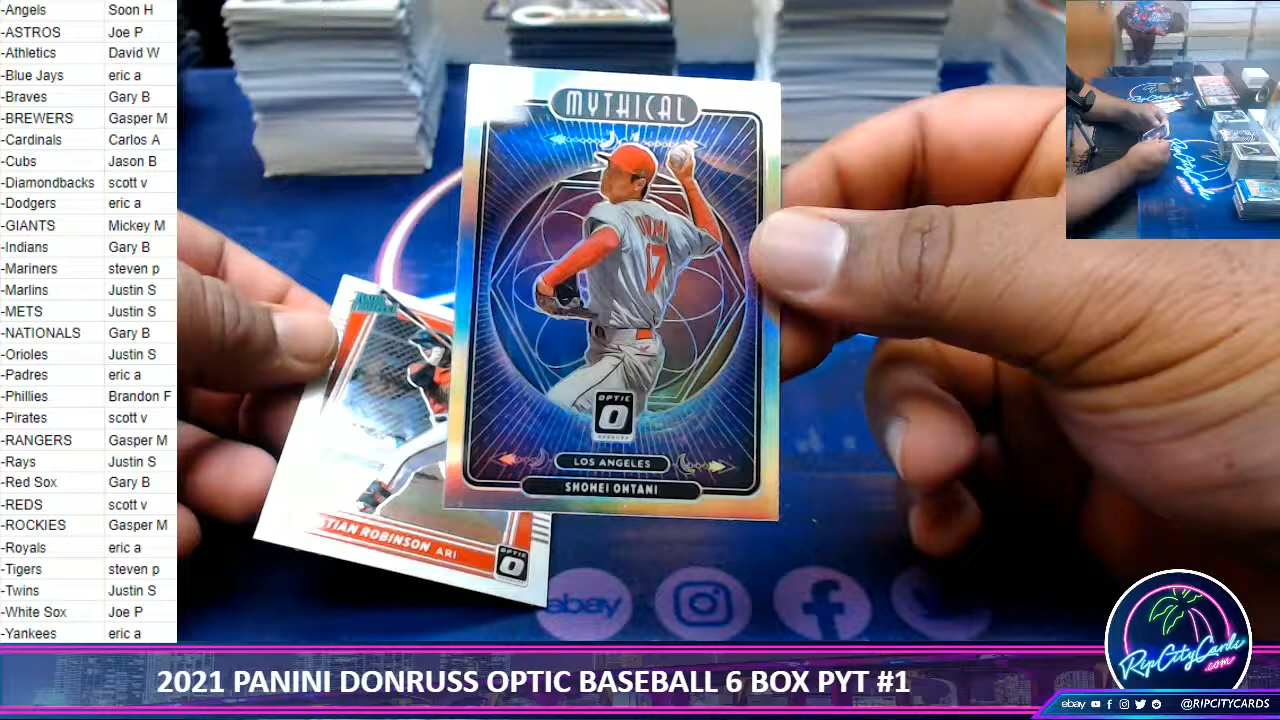 -Angels Soon H
-ASTROS Joe P
-Athletics David W
-Blue Jays eric a
-Braves Gary B
-BREWERS Gasper M
-Cardinals Carlos A
-Cubs Jason B
-Diamondbacks scott v
-Dodgers eric a
-GIANTS Mickey M
-Indians Gary B
-Mariners steven p
-Marlins Justin S
-METS Justin S
-NATIONALS Gary B
-Orioles Justin S
-Padres eric a
-Phillies Brandon F
-Pirates scott v
-RANGERS Gasper M
-Rays Justin S
-Red Sox Gary B
-REDS scott v
-ROCKIES Gasper M
-Royals eric a
-Tigers steven p
-Twins Justin S
-White Sox Joe P
-Yankees eric a
MYTHICAL
17
OPTIC
O
LOS ANGELES
SHOHEI OHTANI
TIAN ROBINSON ARI
OPTIC
O
ebay
RipCityCards
.com
2021 PANINI DONRUSS OPTIC BASEBALL 6 BOX PYT #1
ebay @RIPCITYCARDS